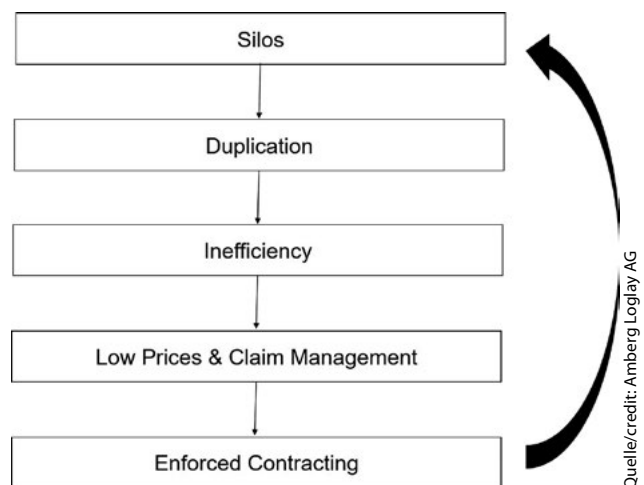 Silos
Duplication
Inefficiency
Low Prices & Claim Management
Enforced Contracting
Quelle/credit: Amberg Loglay AG